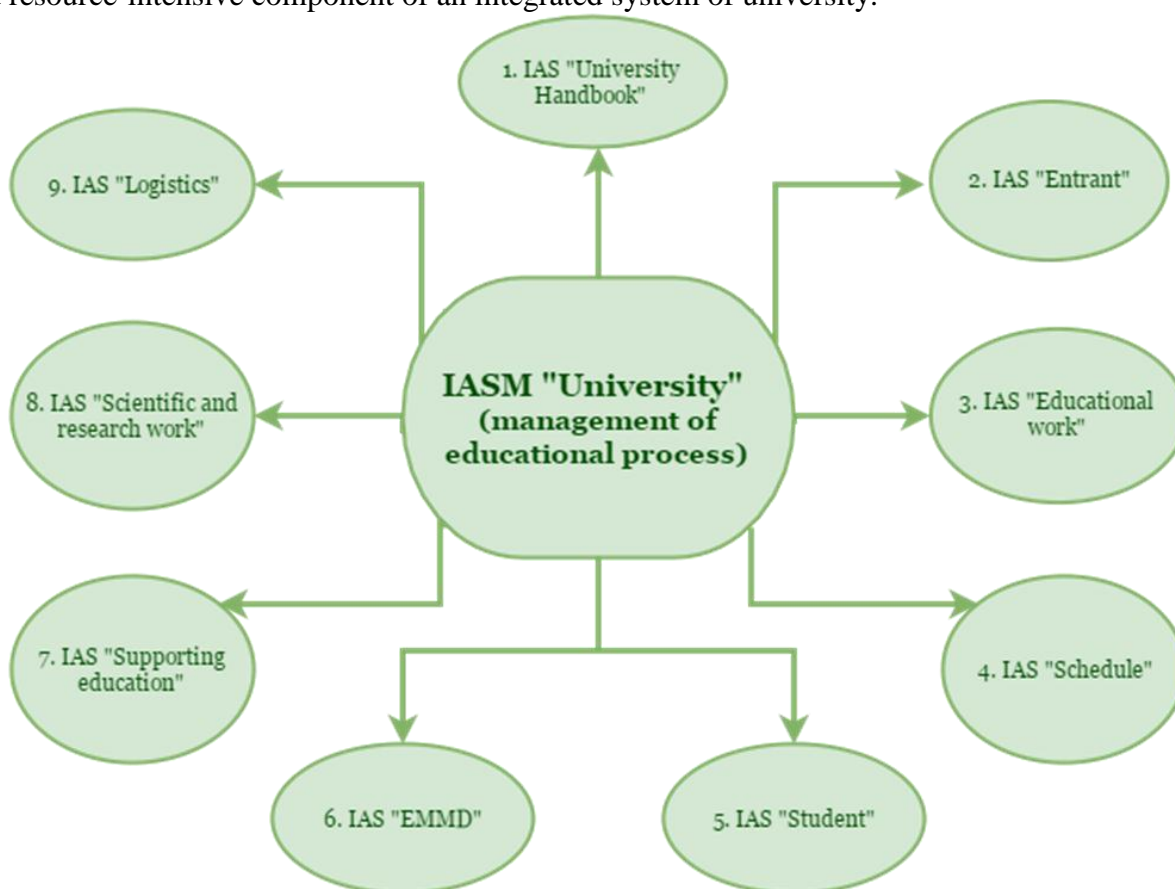 resource-intensive component of an integrated system of university.
1. IAS "University
Handbook"
9. IAS "Logistics"
2. IAS "Entrant"
IASM "University"
(management of
educational process)
8. IAS "Scientific and
research work"
3. IAS "Educational
work"
7. IAS "Supporting
education"
4. IAS "Schedule"
6. IAS "EMMD"
5. IAS "Student"